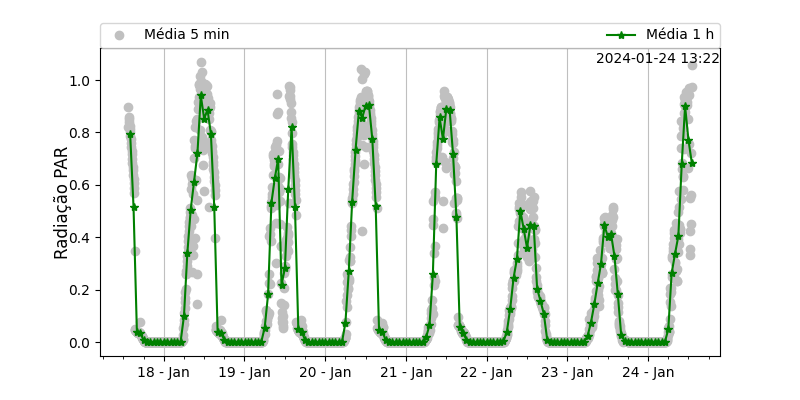 Média 5 min
Média 1 h
2024-01-24 13:22
Radiação PAR
1.0
0.8
0.6
0.4
0.2
0.0
18 - Jan
19 - Jan
20 - Jan
21 - Jan
22 - Jan
23 - Jan
24 - Jan